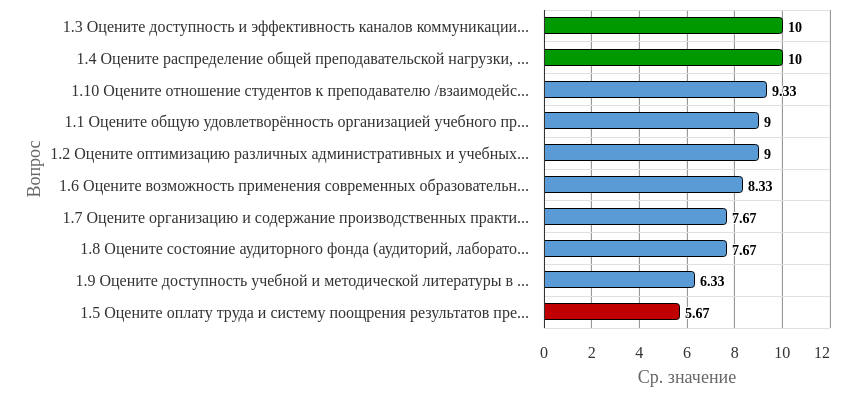 1.3 Оцените доступность и эффективность каналов коммуникации... 10
1.4 Оцените распределение общей преподавательской нагрузки, ... 10
1.10 Оцените отношение студентов к преподавателю /взаимодейс... 9.33
1.1 Оцените общую удовлетворённость организацией учебного пр... 9
1.2 Оцените оптимизацию различных административных и учебных... 9
1.6 Оцените возможность применения современных образовательн... 8.33
1.7 Оцените организацию и содержание производственных практи... 7.67
1.8 Оцените состояние аудиторного фонда (аудиторий, лаборато... 7.67
1.9 Оцените доступность учебной и методической литературы в ... 6.33
1.5 Оцените оплату труда и систему поощрения результатов пре... 5.67
Вопрос
0 2 4 6 8 10 12
Ср. значение